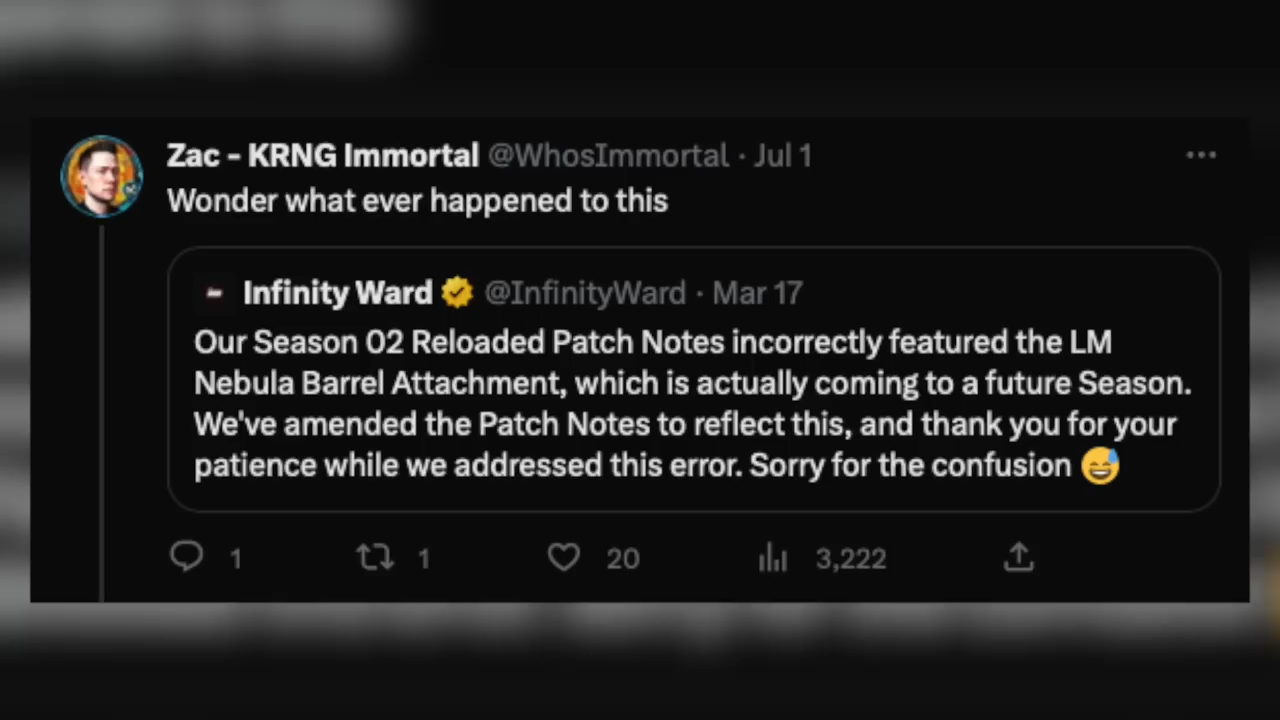 Zac - KRNG Immortal @WhosImmortal · Jul 1
Wonder what ever happened to this
Infinity Ward @InfinityWard · Mar 17
Our Season 02 Reloaded Patch Notes incorrectly featured the LM
Nebula Barrel Attachment, which is actually coming to a future Season.
We've amended the Patch Notes to reflect this, and thank you for your
patience while we addressed this error. Sorry for the confusion 😅
1 1 20 3,222